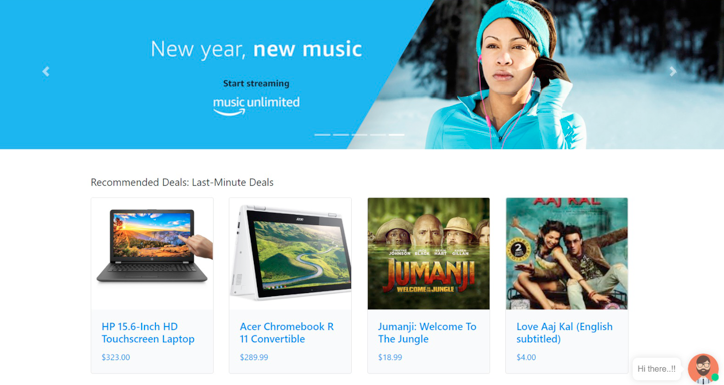 New year, new music
Start streaming
music unlimited
Recommended Deals: Last-Minute Deals
acer
JOHNSON
BLACK
HART
GILLAN
JUMANJI
WELCOME TO THE JUNGLE
AAJ KAL
2
HP 15.6-Inch HD
Touchscreen Laptop
$323.00
Acer Chromebook R
11 Convertible
$289.99
Jumanji: Welcome To
The Jungle
$18.99
Love Aaj Kal (English
subtitled)
$4.00
Hi there..!!